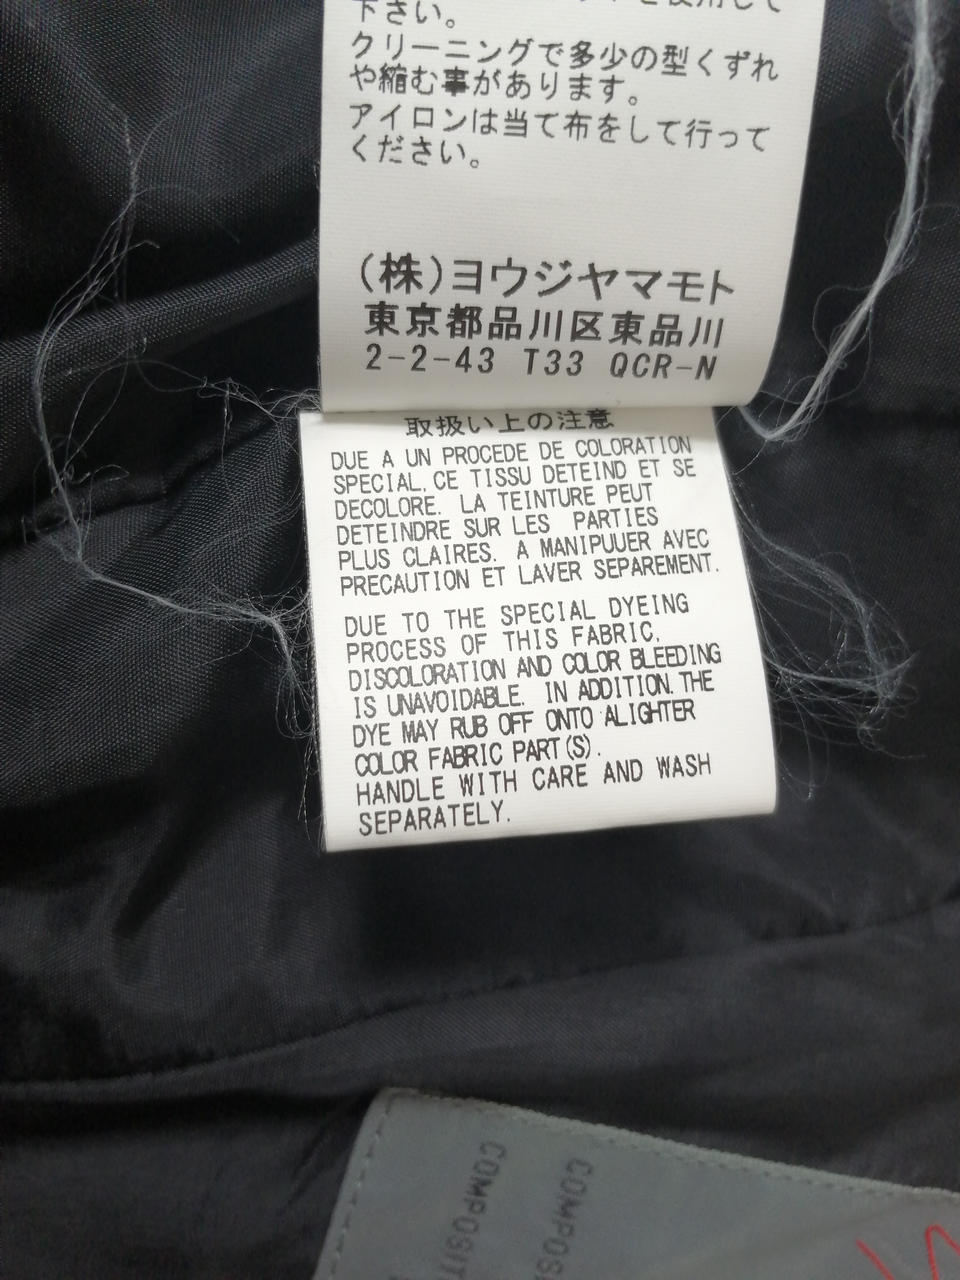 下さい。
クリーニングで多少の型くずれ
や縮む事があります。
アイロンは当て布をして行って
ください。
(株)ヨウジヤマモト
東京都品川区東品川
2-2-43 T33 QCR-N
取扱い上の注意
DUE A UN PROCEDE DE COLORATION
SPECIAL, CE TISSU DETEIND ET SE
DECOLORE. LA TEINTURE PEUT
DETEINDRE SUR LES PARTIES
PLUS CLAIRES. A MANIPUUER AVEC
PRECAUTION ET LAVER SEPAREMENT.
DUE TO THE SPECIAL DYEING
PROCESS OF THIS FABRIC,
DISCOLORATION AND COLOR BLEEDING
IS UNAVOIDABLE. IN ADDITION, THE
DYE MAY RUB OFF ONTO ALIGHTER
COLOR FABRIC PART(S).
HANDLE WITH CARE AND WASH
SEPARATELY.